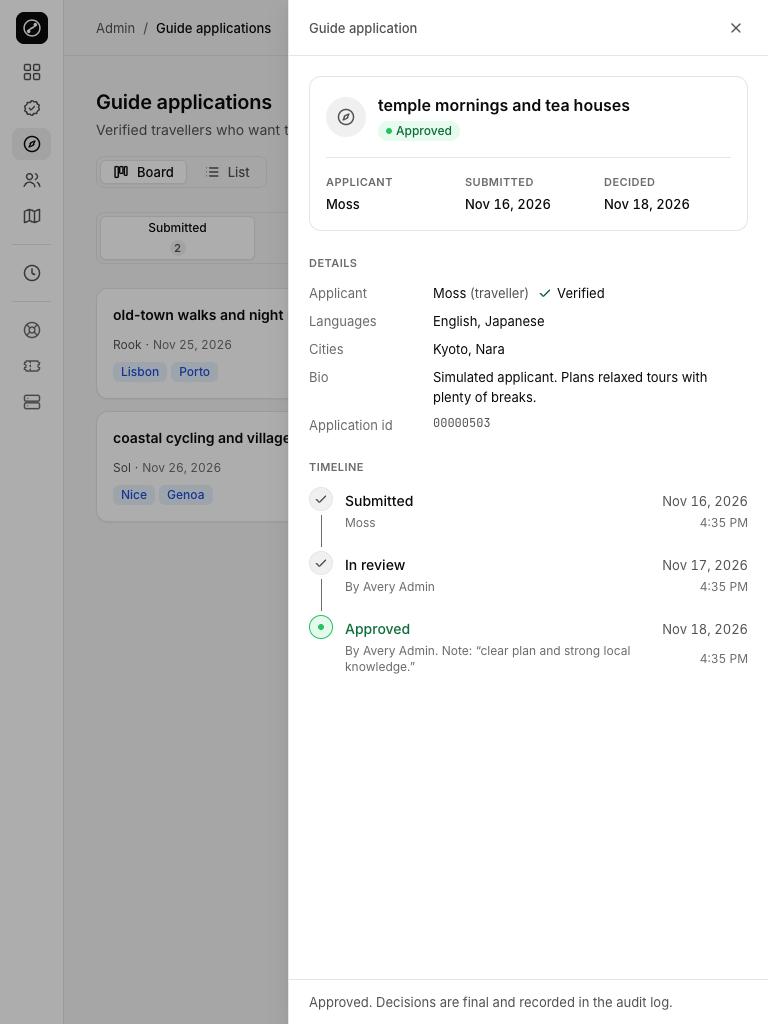 Admin / Guide applications
Guide applications
Verified travellers who want t
Board
List
Submitted
2
old-town walks and night
Rook · Nov 25, 2026
Lisbon Porto
coastal cycling and village
Sol · Nov 26, 2026
Nice Genoa
Guide application
temple mornings and tea houses
Approved
APPLICANT SUBMITTED DECIDED
Moss Nov 16, 2026 Nov 18, 2026
DETAILS
Applicant Moss (traveller) Verified
Languages English, Japanese
Cities Kyoto, Nara
Bio Simulated applicant. Plans relaxed tours with
plenty of breaks.
Application id 00000503
TIMELINE
Submitted Nov 16, 2026
Moss 4:35 PM
In review Nov 17, 2026
By Avery Admin 4:35 PM
Approved Nov 18, 2026
By Avery Admin. Note: “clear plan and strong local
knowledge.” 4:35 PM
Approved. Decisions are final and recorded in the audit log.